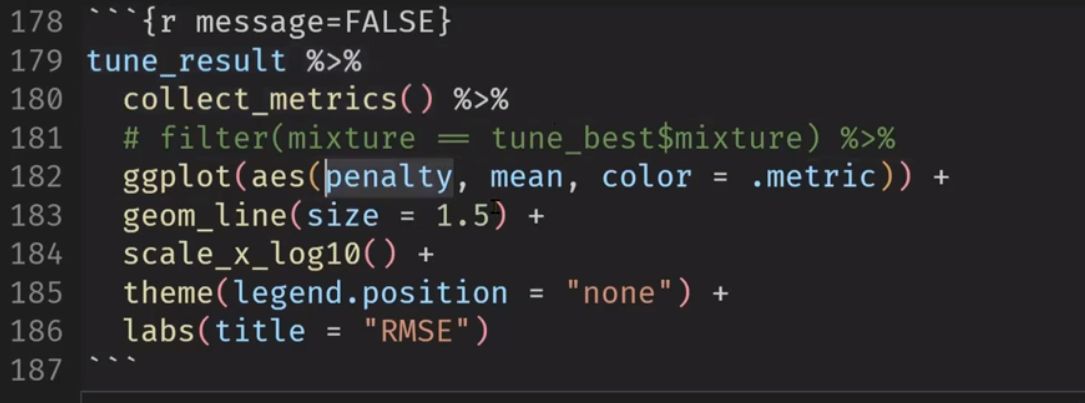 178 ```{r message=FALSE}
179 tune_result %>%
180   collect_metrics() %>%
181   # filter(mixture == tune_best$mixture) %>%
182   ggplot(aes(penalty, mean, color = .metric)) +
183   geom_line(size = 1.5) +
184   scale_x_log10() +
185   theme(legend.position = "none") +
186   labs(title = "RMSE")
187 ```